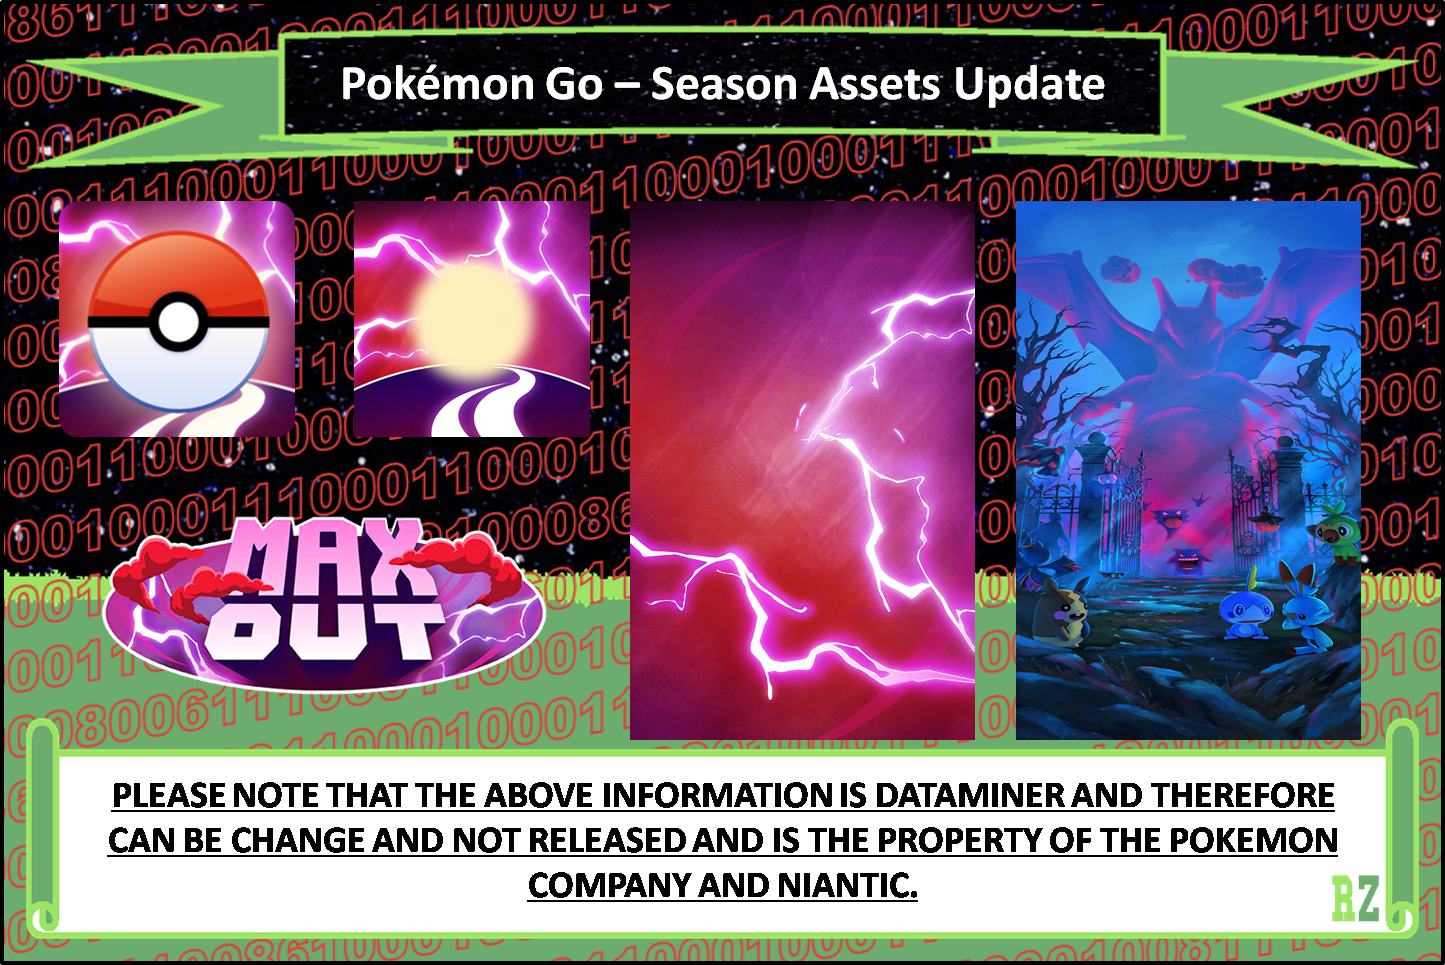 Pokémon Go – Season Assets Update
MAX
OUT
PLEASE NOTE THAT THE ABOVE INFORMATION IS DATAMINER AND THEREFORE
CAN BE CHANGE AND NOT RELEASED AND IS THE PROPERTY OF THE POKEMON
COMPANY AND NIANTIC.
RZ